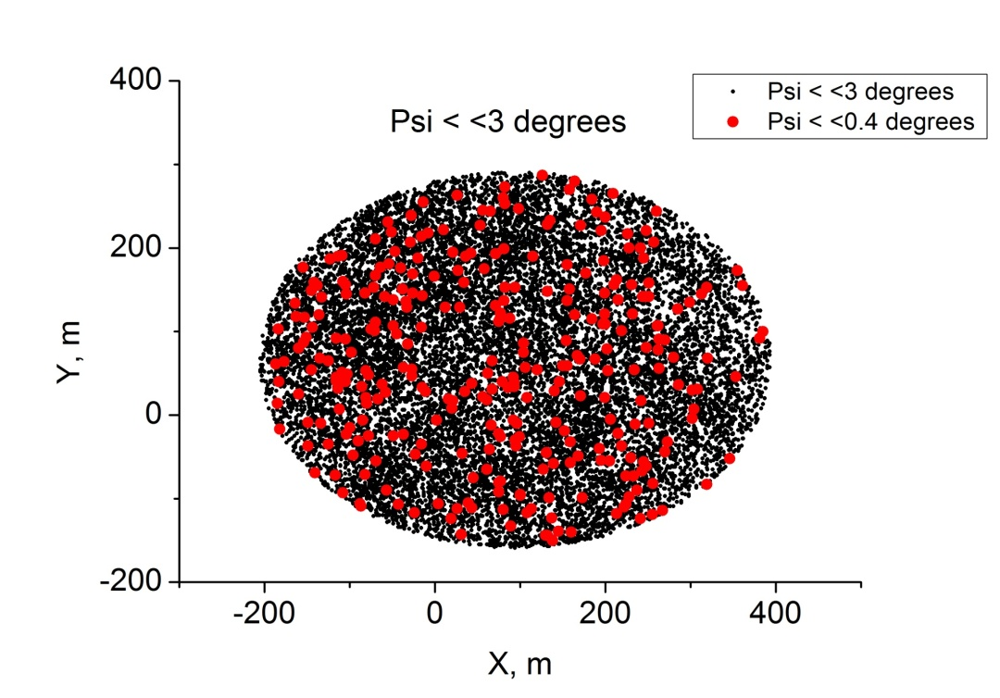 400
Psi < <3 degrees
Psi < <0.4 degrees
Psi < <3 degrees
200
Y, m
0
-200
-200 0 200 400
X, m